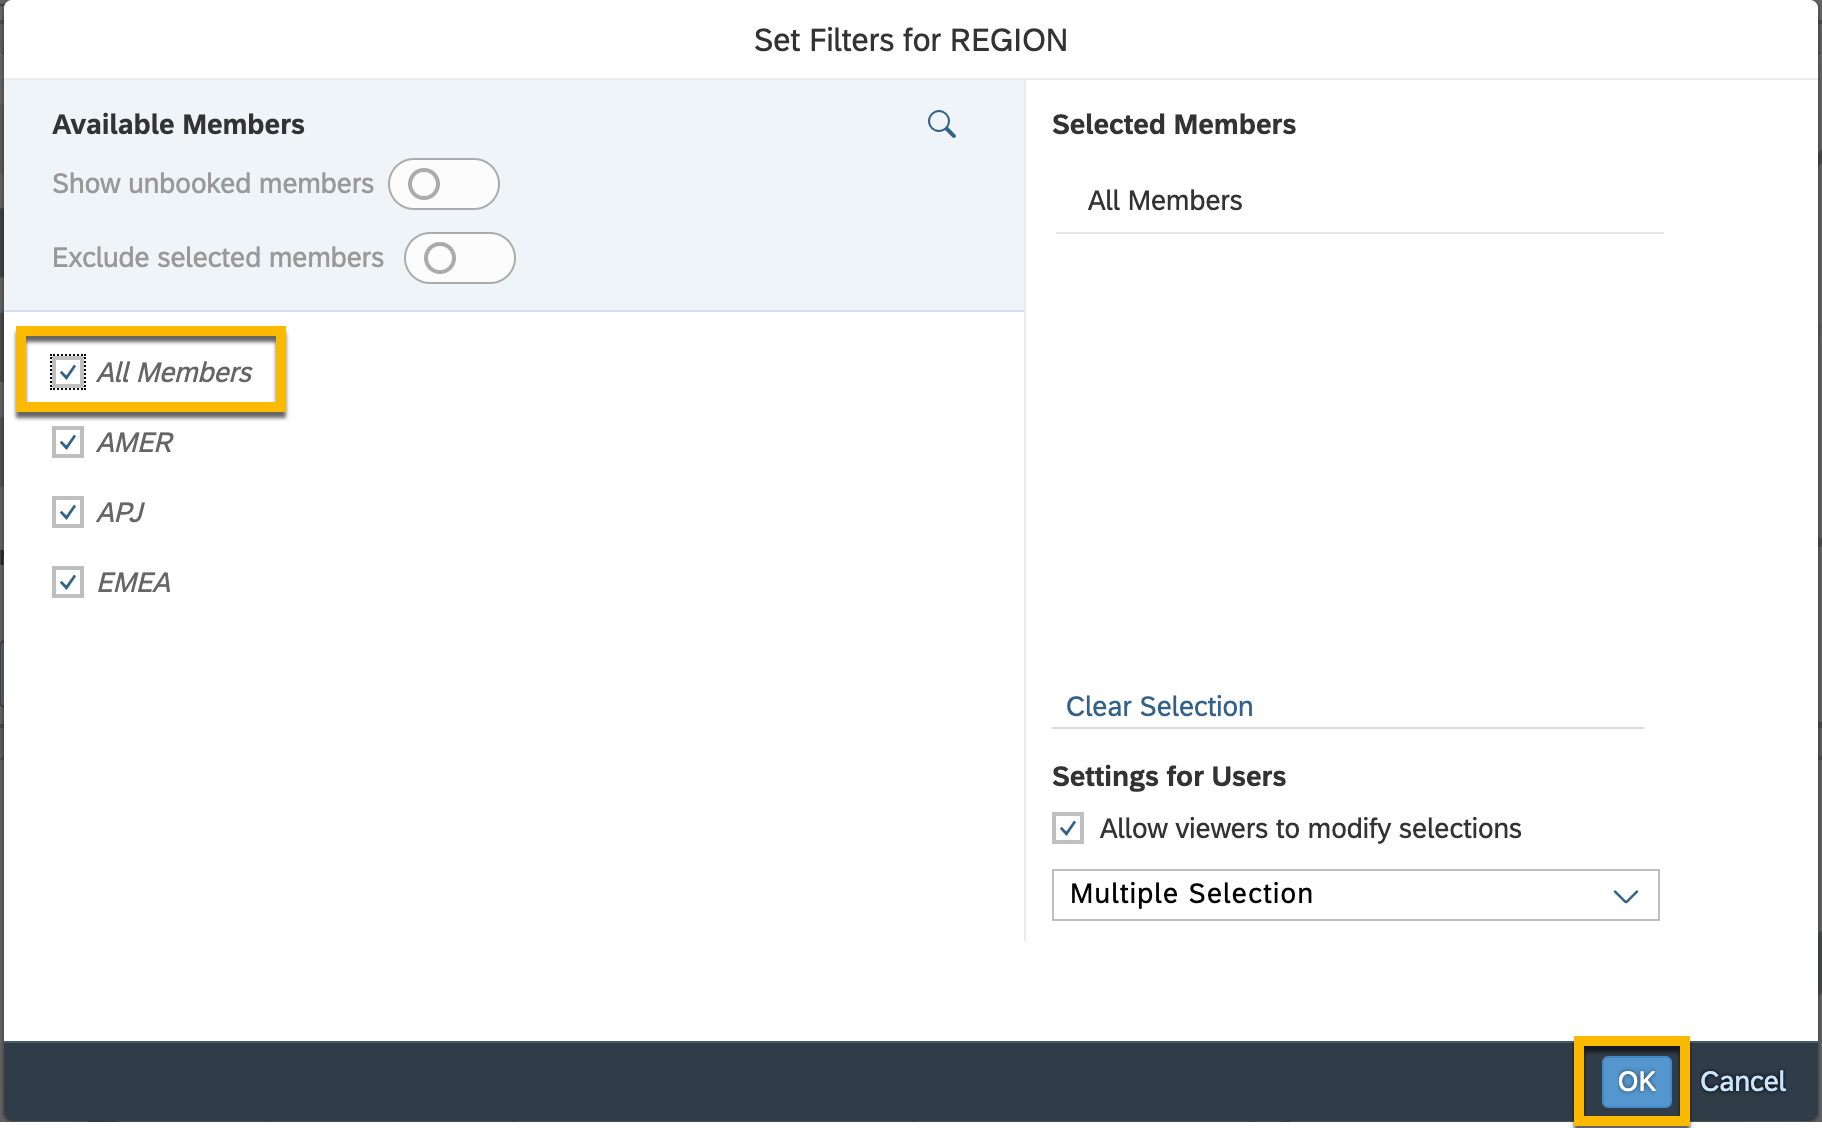 Set Filters for REGION
Available Members
Show unbooked members
Exclude selected members
All Members
AMER
APJ
EMEA
Selected Members
All Members
Clear Selection
Settings for Users
Allow viewers to modify selections
Multiple Selection
OK
Cancel